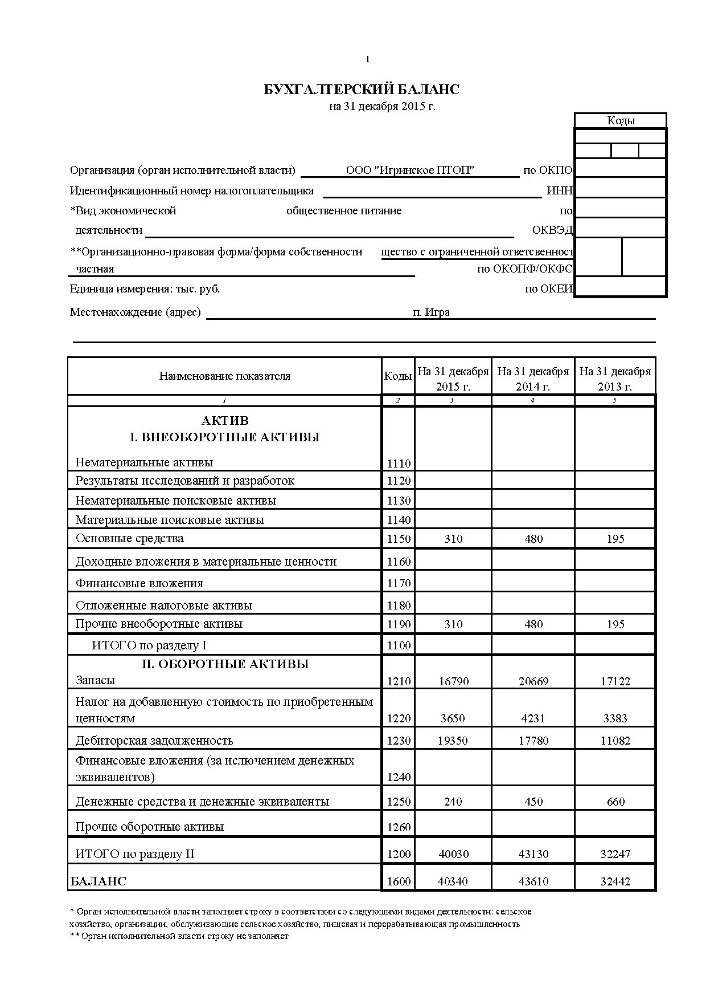 1
БУХГАЛТЕРСКИЙ БАЛАНС
на 31 декабря 2015 г.
Коды
Организация (орган исполнительной власти) ООО "Игринское ПТОП" по ОКПО
Идентификационный номер налогоплательщика ИНН
*Вид экономической общественное питание по
деятельности ОКВЭД
**Организационно-правовая форма/форма собственности щество с ограниченной ответсвенност
частная по ОКОПФ/ОКФС
Единица измерения: тыс. руб. по ОКЕИ
Местонахождение (адрес) п. Игра
Наименование показателя Коды На 31 декабря 2015 г. На 31 декабря 2014 г. На 31 декабря 2013 г.
1 2 3 4 5
АКТИВ
I. ВНЕОБОРОТНЫЕ АКТИВЫ
Нематериальные активы 1110
Результаты исследований и разработок 1120
Нематериальные поисковые активы 1130
Материальные поисковые активы 1140
Основные средства 1150 310 480 195
Доходные вложения в материальные ценности 1160
Финансовые вложения 1170
Отложенные налоговые активы 1180
Прочие внеоборотные активы 1190 310 480 195
ИТОГО по разделу I 1100
II. ОБОРОТНЫЕ АКТИВЫ
Запасы 1210 16790 20669 17122
Налог на добавленную стоимость по приобретенным
ценностям 1220 3650 4231 3383
Дебиторская задолженность 1230 19350 17780 11082
Финансовые вложения (за ислючением денежных
эквивалентов) 1240
Денежные средства и денежные эквиваленты 1250 240 450 660
Прочие оборотные активы 1260
ИТОГО по разделу II 1200 40030 43130 32247
БАЛАНС 1600 40340 43610 32442
* Орган исполнительной власти заполняет строку в соответствии со следующими видами деятельности: сельское
хозяйство, организации, обслуживающие сельское хозяйство, пищевая и перерабатывающая промышленность
** Орган исполнительной власти строку не заполняет